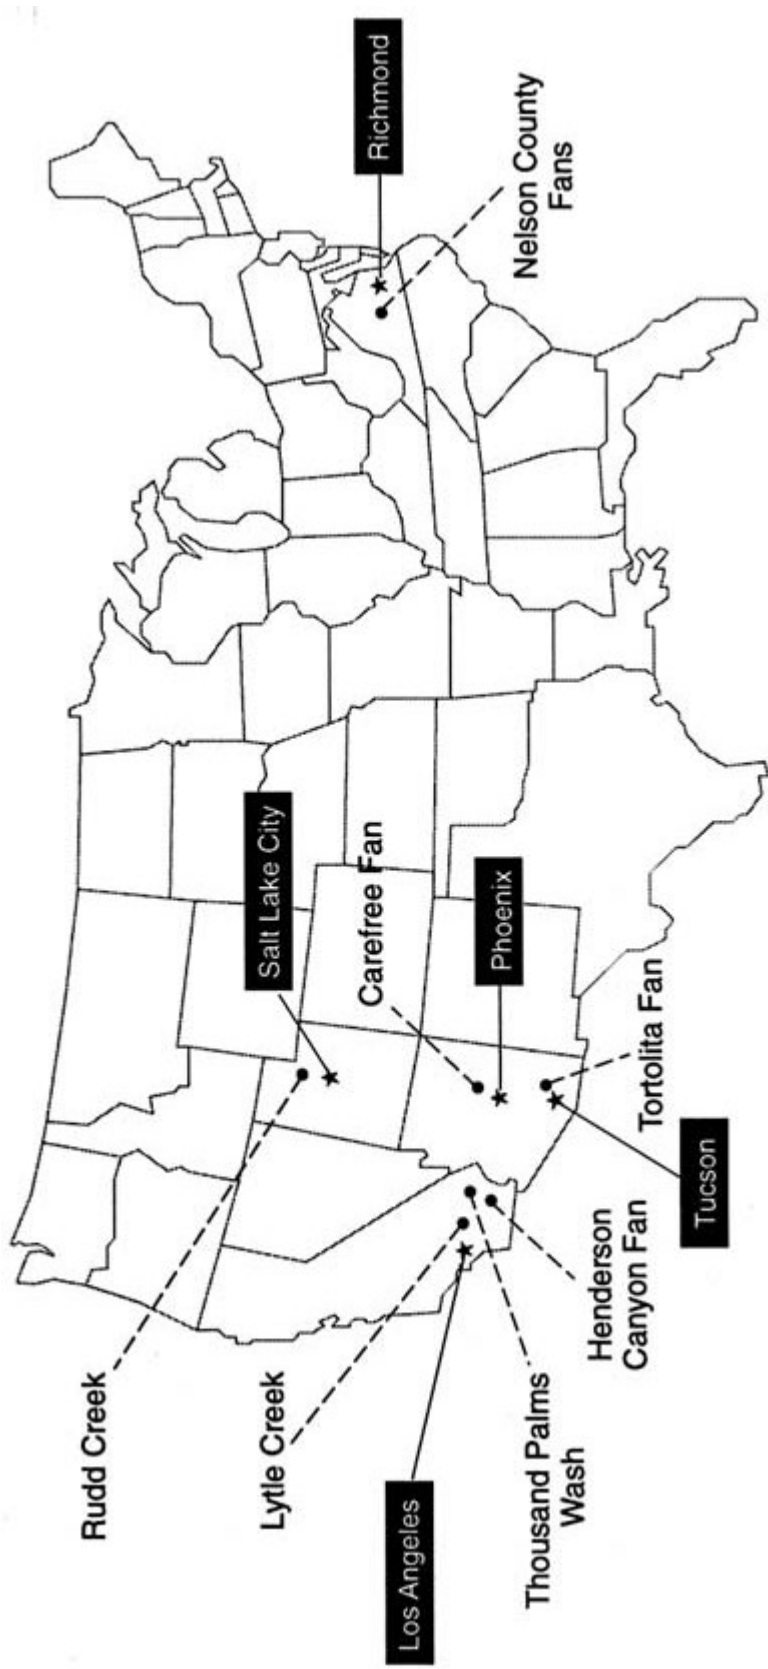 Rudd Creek
Lytle Creek
Los Angeles
Thousand Palms
Wash
Henderson
Canyon Fan
Tucson
Tortolita Fan
Salt Lake City
Carefree Fan
Phoenix
Richmond
Nelson County
Fans